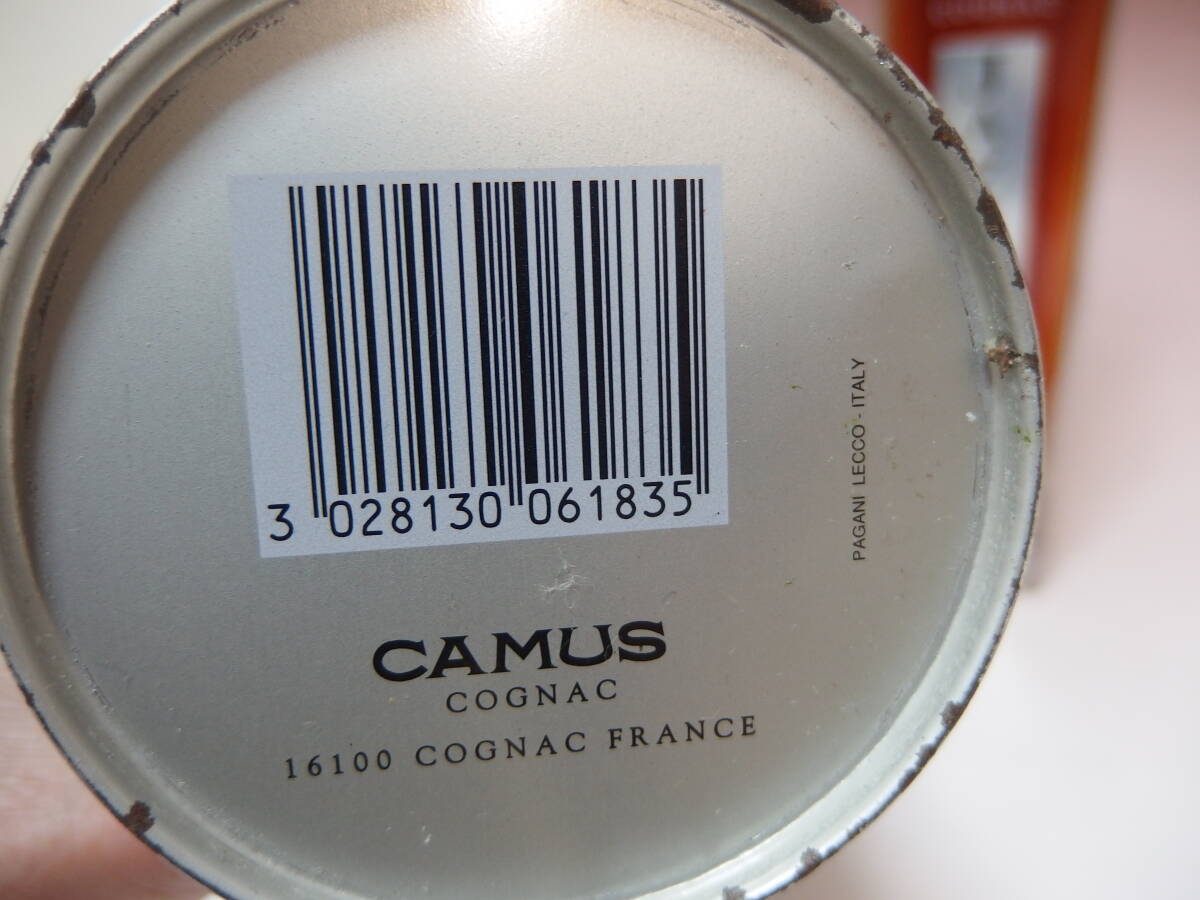 3 028130 061835
CAMUS
COGNAC
16100 COGNAC FRANCE
PAGANI LECCO - ITALY